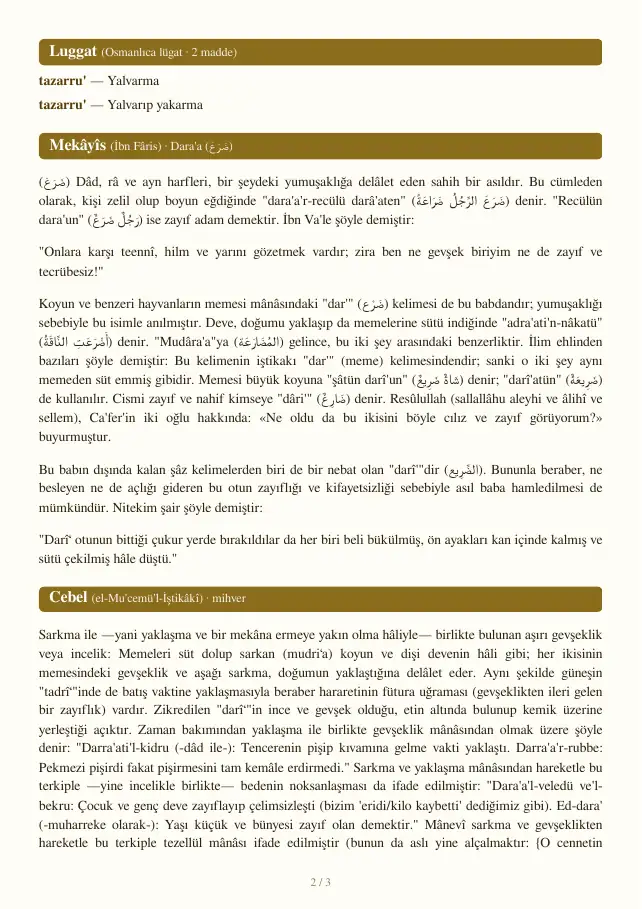 Luggat (Osmanlıca lügat · 2 madde)
tazarru' — Yalvarma
tazarru' — Yalvarıp yakarma
Mekâyîs (İbn Fâris) · Dara'a (ضَرَعَ)
(ضَرَعَ) Dâd, râ ve ayn harfleri, bir şeydeki yumuşaklığa delâlet eden sahih bir asıldır. Bu cümleden
olarak, kişi zelil olup boyun eğdiğinde "dara'a'r-recülü darâ'aten" (ضَرَعَ الرَّجُلُ ضَرَاعَةً) denir. "Recülün
dara'un" (رَجُلٌ ضَرَعٌ) ise zayıf adam demektir. İbn Va'le şöyle demiştir:
"Onlara karşı teennî, hilm ve yarını gözetmek vardır; zira ben ne gevşek biriyim ne de zayıf ve
tecrübesiz!"
Koyun ve benzeri hayvanların memesi mânâsındaki "dar'" (ضَرْع) kelimesi de bu babdandır; yumuşaklığı
sebebiyle bu isimle anılmıştır. Deve, doğumu yaklaşıp da memelerine sütü indiğinde "adra'ati'n-nâkatü"
(أَضْرَعَتِ النَّاقَةُ) denir. "Mudâra'a"ya (المُضَارَعَة) gelince, bu iki şey arasındaki benzerliktir. İlim ehlinden
bazıları şöyle demiştir: Bu kelimenin iştikakı "dar'" (meme) kelimesindendir; sanki o iki şey aynı
memeden süt emmiş gibidir. Memesi büyük koyuna "şâtün darî'un" (شَاةٌ ضَرِيعٌ) denir; "darî'atün" (ضَرِيعَةٌ)
de kullanılır. Cismi zayıf ve nahif kimseye "dâri'" (ضَارِعٌ) denir. Resûlullah (sallallâhu aleyhi ve âlihî ve
sellem), Ca'fer'in iki oğlu hakkında: «Ne oldu da bu ikisini böyle cılız ve zayıf görüyorum?»
buyurmuştur.
Bu babın dışında kalan şâz kelimelerden biri de bir nebat olan "darî'"dir (الضَّرِيع). Bununla beraber, ne
besleyen ne de açlığı gideren bu otun zayıflığı ve kifayetsizliği sebebiyle asıl baba hamledilmesi de
mümkündür. Nitekim şair şöyle demiştir:
"Darî‘ otunun bittiği çukur yerde bırakıldılar da her biri beli bükülmüş, ön ayakları kan içinde kalmış ve
sütü çekilmiş hâle düştü."
Cebel (el-Mu'cemü'l-İştikâkî) · mihver
Sarkma ile —yani yaklaşma ve bir mekâna ermeye yakın olma hâliyle— birlikte bulunan aşırı gevşeklik
veya incelik: Memeleri süt dolup sarkan (mudri‘a) koyun ve dişi devenin hâli gibi; her ikisinin
memesindeki gevşeklik ve aşağı sarkma, doğumun yaklaştığına delâlet eder. Aynı şekilde güneşin
"tadrî‘"inde de batış vaktine yaklaşmasıyla beraber hararetinin fütura uğraması (gevşeklikten ileri gelen
bir zayıflık) vardır. Zikredilen "darî‘"in ince ve gevşek olduğu, etin altında bulunup kemik üzerine
yerleştiği açıktır. Zaman bakımından yaklaşma ile birlikte gevşeklik mânâsından olmak üzere şöyle
denir: "Darra'ati'l-kidru (-dâd ile-): Tencerenin pişip kıvamına gelme vakti yaklaştı. Darra'a'r-rubbe:
Pekmezi pişirdi fakat pişirmesini tam kemâle erdirmedi." Sarkma ve yaklaşma mânâsından hareketle bu
terkiple —yine incelikle birlikte— bedenin noksanlaşması da ifade edilmiştir: "Dara'a'l-veledü ve'l-
bekru: Çocuk ve genç deve zayıflayıp çelimsizleşti (bizim 'eridi/kilo kaybetti' dediğimiz gibi). Ed-dara'
(-muharreke olarak-): Yaşı küçük ve bünyesi zayıf olan demektir." Mânevî sarkma ve gevşeklikten
hareketle bu terkiple tezellül mânâsı ifade edilmiştir (bunun da aslı yine alçalmaktır: {O cennetin
2 / 3